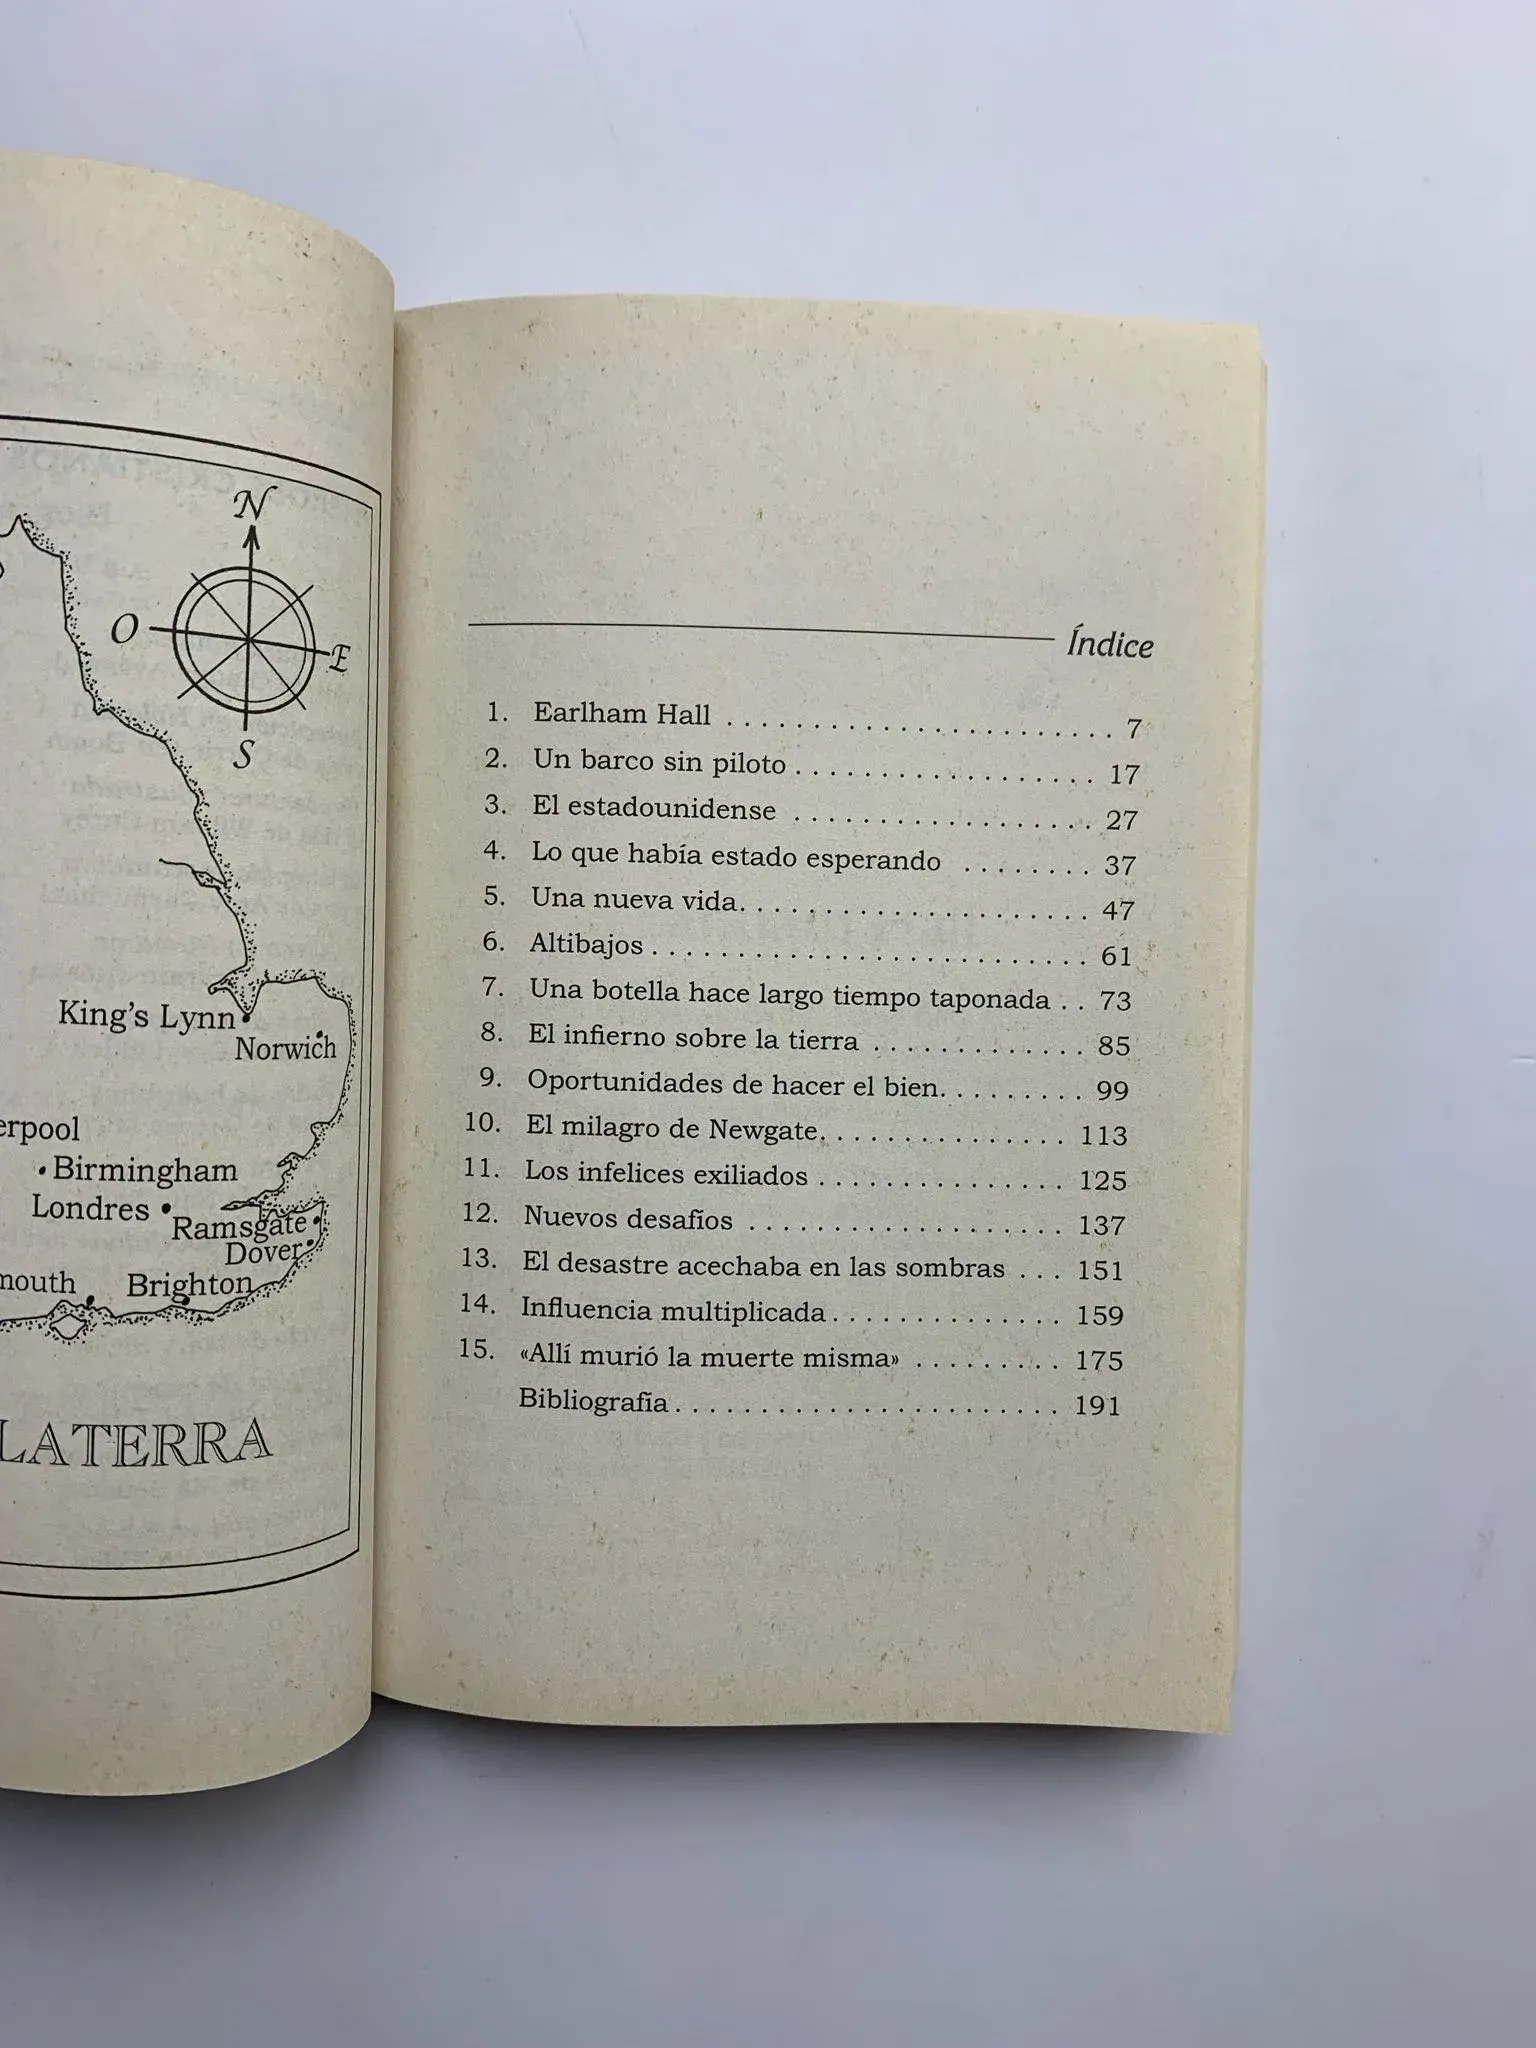 N
O
E
S
King's Lynn
Norwich
erpool
Birmingham
Londres
Ramsgate
Dover
mouth
Brighton
LATERRA
Índice
1. Earlham Hall . . . . . . . . . . . . . . . . . . . . . . . . 7
2. Un barco sin piloto . . . . . . . . . . . . . . . . . . . 17
3. El estadounidense . . . . . . . . . . . . . . . . . . . 27
4. Lo que había estado esperando . . . . . . . . 37
5. Una nueva vida. . . . . . . . . . . . . . . . . . . . . . 47
6. Altibajos . . . . . . . . . . . . . . . . . . . . . . . . . . . 61
7. Una botella hace largo tiempo taponada . . 73
8. El infierno sobre la tierra . . . . . . . . . . . . . 85
9. Oportunidades de hacer el bien. . . . . . . . . 99
10. El milagro de Newgate. . . . . . . . . . . . . . . 113
11. Los infelices exiliados . . . . . . . . . . . . . . . 125
12. Nuevos desafíos . . . . . . . . . . . . . . . . . . . 137
13. El desastre acechaba en las sombras . . . 151
14. Influencia multiplicada . . . . . . . . . . . . . . 159
15. «Allí murió la muerte misma» . . . . . . . . . 175
Bibliografía . . . . . . . . . . . . . . . . . . . . . . . 191